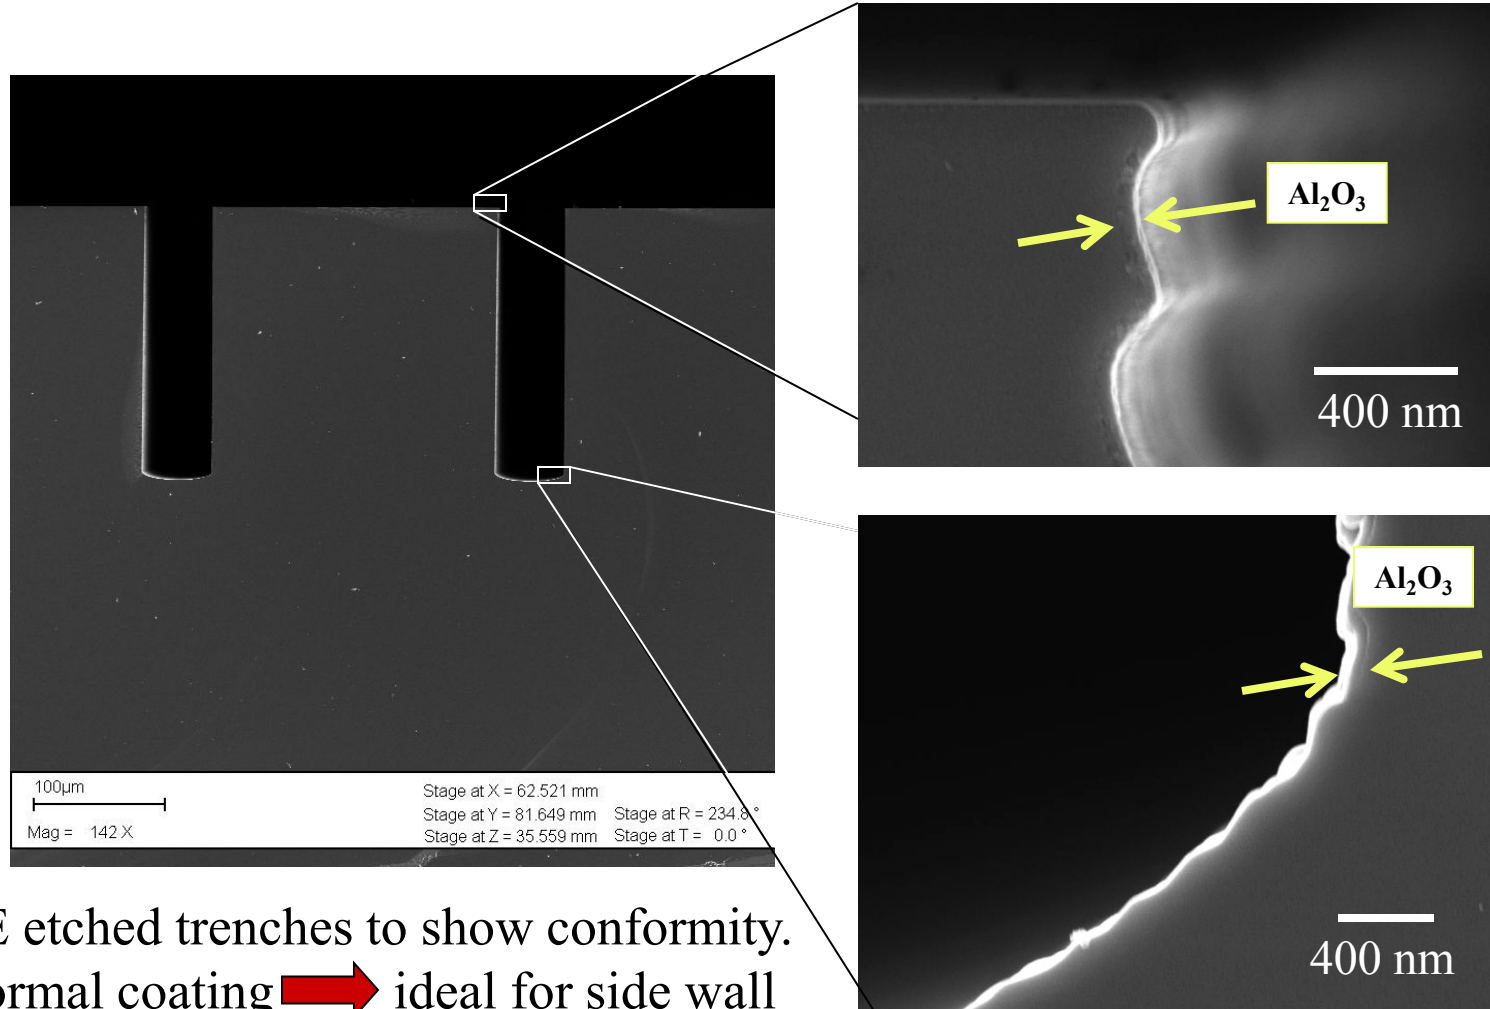 Al₂O₃
400 nm
Al₂O₃
400 nm
100µm
Mag = 142 X
Stage at X = 62.521 mm
Stage at Y = 81.649 mm Stage at R = 234.8 °
Stage at Z = 35.559 mm Stage at T = 0.0 °
E etched trenches to show conformity.
ormal coating ideal for side wall